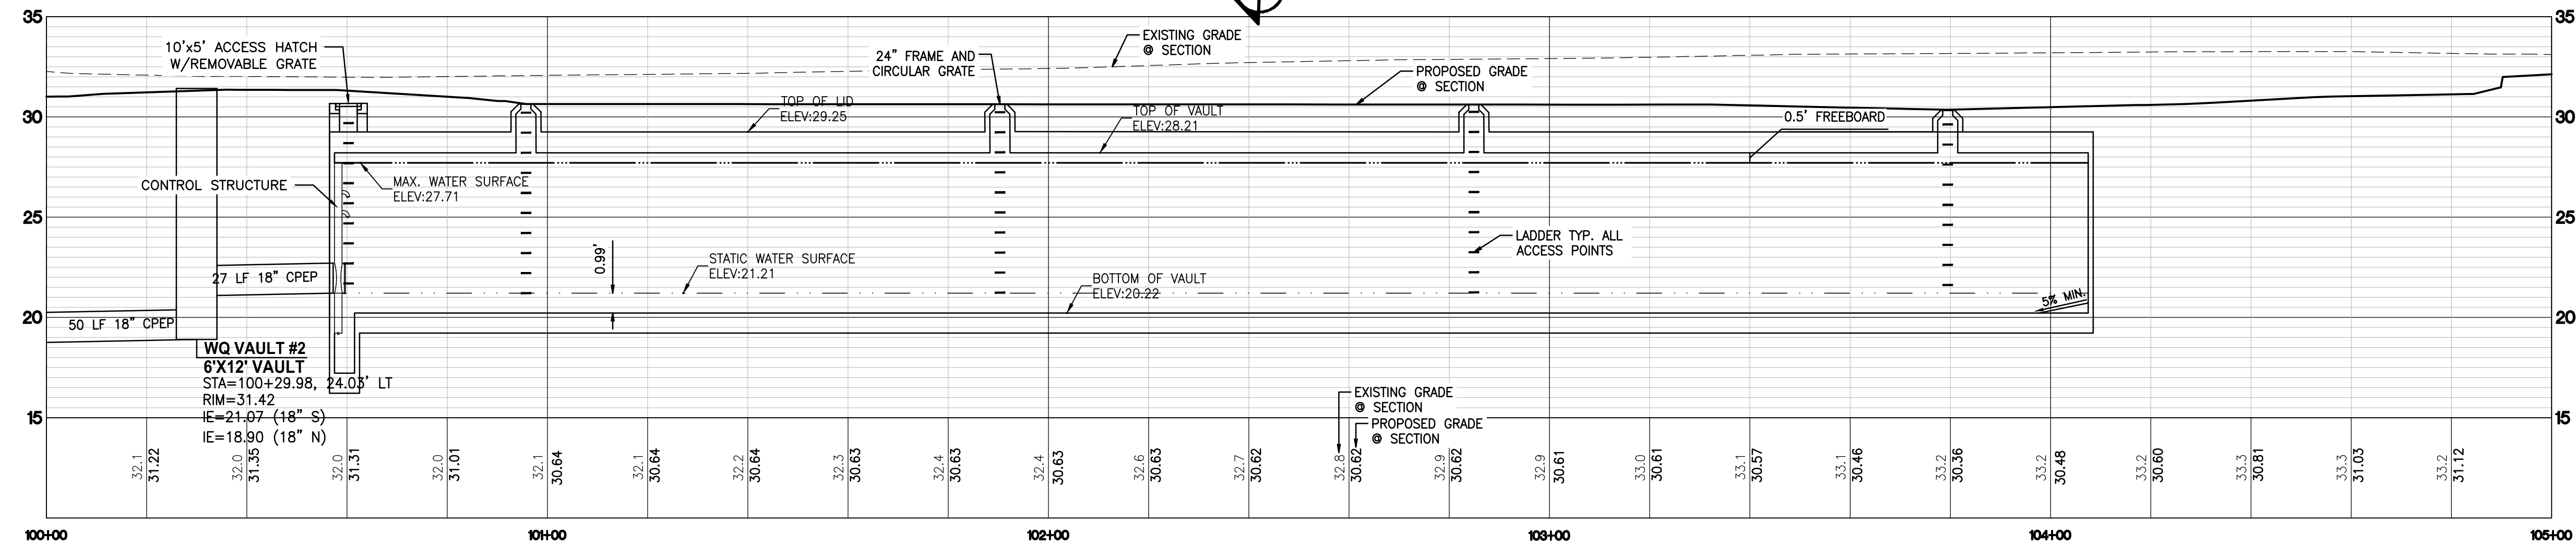 35
35
10'x5' ACCESS HATCH
W/REMOVABLE GRATE
24" FRAME AND
CIRCULAR GRATE
EXISTING GRADE
@ SECTION
PROPOSED GRADE
@ SECTION
30
30
TOP OF LID
ELEV:29.25
TOP OF VAULT
ELEV:28.21
0.5' FREEBOARD
CONTROL STRUCTURE
MAX. WATER SURFACE
ELEV:27.71
25
25
LADDER TYP. ALL
ACCESS POINTS
0.99'
STATIC WATER SURFACE
ELEV:21.21
27 LF 18" CPEP
BOTTOM OF VAULT
ELEV:20.22
5% MIN.
20
20
50 LF 18" CPEP
WQ VAULT #2
6'X12' VAULT
STA=100+29.98, 24.03' LT
RIM=31.42
IE=21.07 (18" S)
IE=18.90 (18" N)
EXISTING GRADE
@ SECTION
PROPOSED GRADE
@ SECTION
15
15
32.1
31.22
32.0
31.35
32.0
31.31
32.0
31.01
32.1
30.64
32.1
30.64
32.2
30.64
32.3
30.63
32.4
30.63
32.4
30.63
32.6
30.63
32.7
30.62
32.8
30.62
32.9
30.62
32.9
30.61
33.0
30.61
33.1
30.57
33.1
30.46
33.2
30.36
33.2
30.48
33.2
30.60
33.3
30.81
33.3
31.03
33.2
31.12
100+00
101+00
102+00
103+00
104+00
105+00